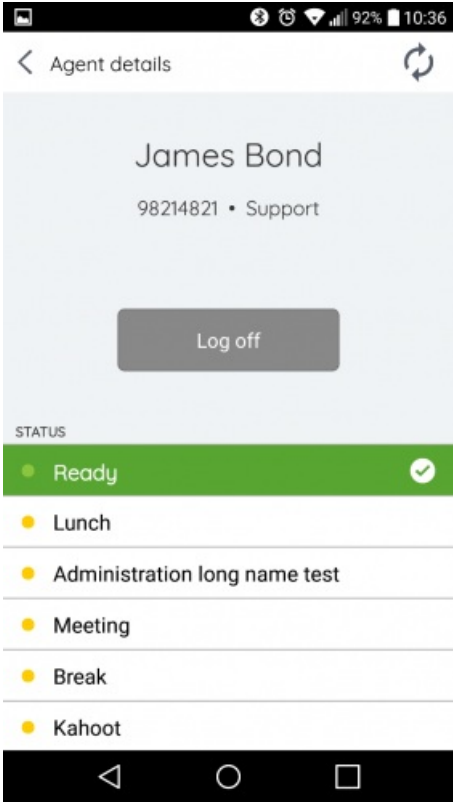 92% 10:36
Agent details
James Bond
98214821 • Support
Log off
STATUS
Ready
Lunch
Administration long name test
Meeting
Break
Kahoot